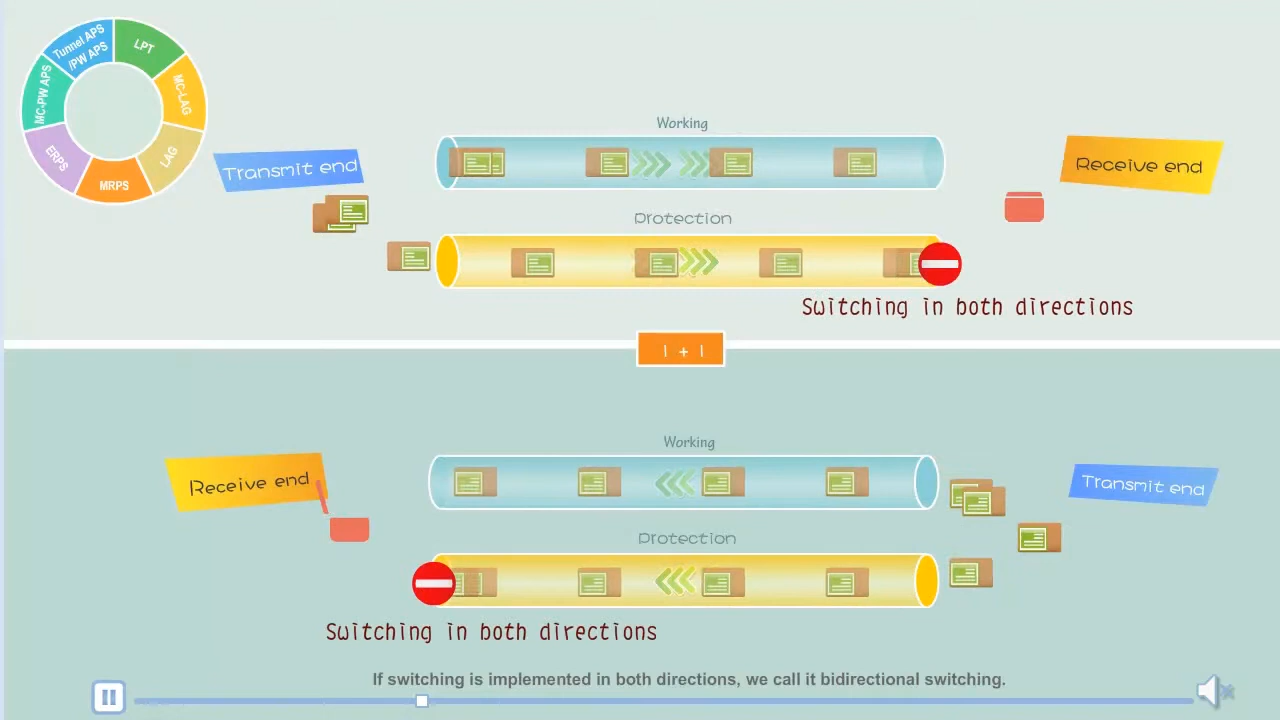 Tunnel APS
/PW APS
LPT
MC-LAG
LAG
MRPS
ERPS
MC-PW APS
Working
Transmit end
Receive end
Protection
Switching in both directions
1 + 1
Working
Receive end
Transmit end
Protection
Switching in both directions
If switching is implemented in both directions, we call it bidirectional switching.